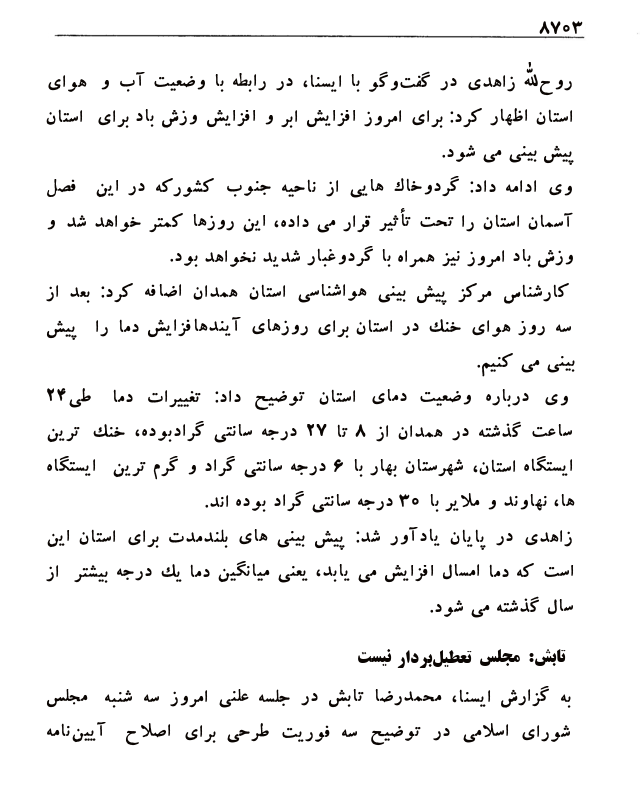 ۸۷۰۳
روح‌الله زاهدی در گفت‌وگو با ایسنا، در رابطه با وضعیت آب و هوای
استان اظهار کرد: برای امروز افزایش ابر و افزایش وزش باد برای استان
پیش بینی می شود.
وی ادامه داد: گردوخاك هایی از ناحیه جنوب کشورکه در این فصل
آسمان استان را تحت تأثیر قرار می داده، این روزها کمتر خواهد شد و
وزش باد امروز نیز همراه با گردوغبار شدید نخواهد بود.
کارشناس مرکز پیش بینی هواشناسی استان همدان اضافه کرد: بعد از
سه روز هوای خنك در استان برای روزهای آیندهافزایش دما را پیش
بینی می کنیم.
وی درباره وضعیت دمای استان توضیح داد: تغییرات دما طی۲۴
ساعت گذشته در همدان از ۸ تا ۲۷ درجه سانتی گرادبوده، خنك ترین
ایستگاه استان، شهرستان بهار با ۶ درجه سانتی گراد و گرم ترین ایستگاه
ها، نهاوند و ملایر با ۳۰ درجه سانتی گراد بوده اند.
زاهدی در پایان یادآور شد: پیش بینی های بلندمدت برای استان این
است که دما امسال افزایش می یابد، یعنی میانگین دما یك درجه بیشتر از
سال گذشته می شود.
تابش: مجلس تعطیل‌بردار نیست
به گزارش ایسنا، محمدرضا تابش در جلسه علنی امروز سه شنبه مجلس
شورای اسلامی در توضیح سه فوریت طرحی برای اصلاح آیین‌نامه